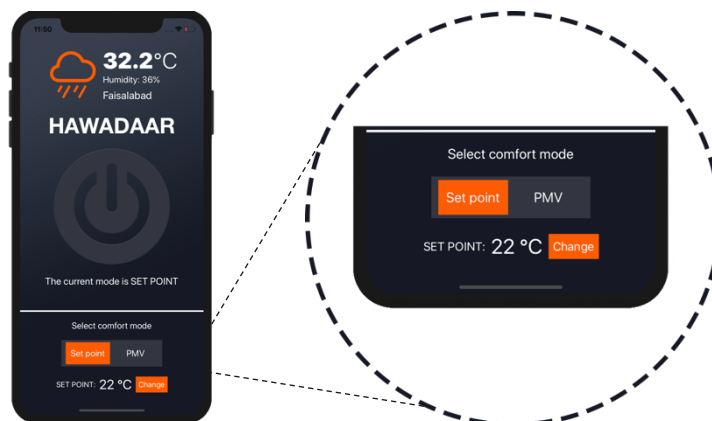 11:50
32.2°C
Humidity: 36%
Faisalabad
HAWADAAR
The current mode is SET POINT
Select comfort mode
Set point PMV
SET POINT: 22 °C Change
Select comfort mode
Set point PMV
SET POINT: 22 °C Change